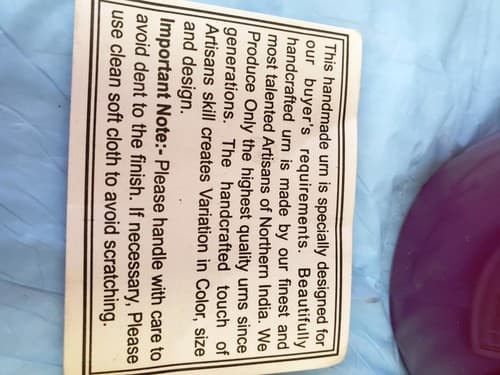 This handmade urn is specially designed for
our buyer's requirements. Beautifully
handcrafted urn is made by our finest and
most talented Artisans of Northern India. We
Produce Only the highest quality urns since
generations. The handcrafted touch of
Artisans skill creates Variation in Color, size
and design.
Important Note:- Please handle with care to
avoid dent to the finish. If necessary, Please
use clean soft cloth to avoid scratching.